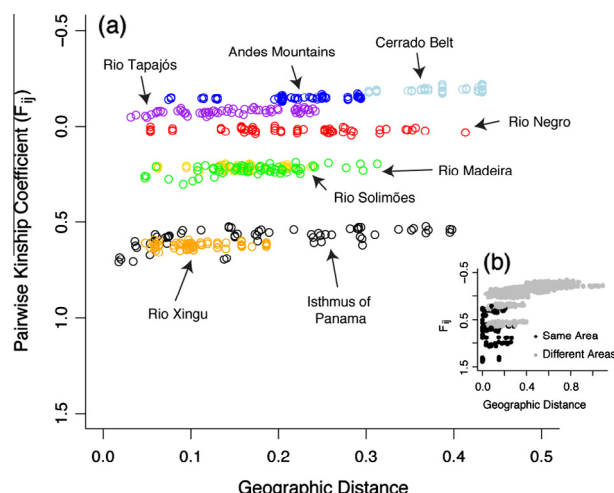 (a)
Andes Mountains
Cerrado Belt
Rio Tapajós
Rio Negro
Rio Madeira
Rio Solimões
Rio Xingu
Isthmus of
Panama
Pairwise Kinship Coefficient (Fij)
-0.5
0.0
0.5
1.0
1.5
0.0 0.1 0.2 0.3 0.4 0.5
Geographic Distance
(b)
Fij
-0.5
0.5
1.5
Same Area
Different Areas
0.0 0.4 0.8
Geographic Distance